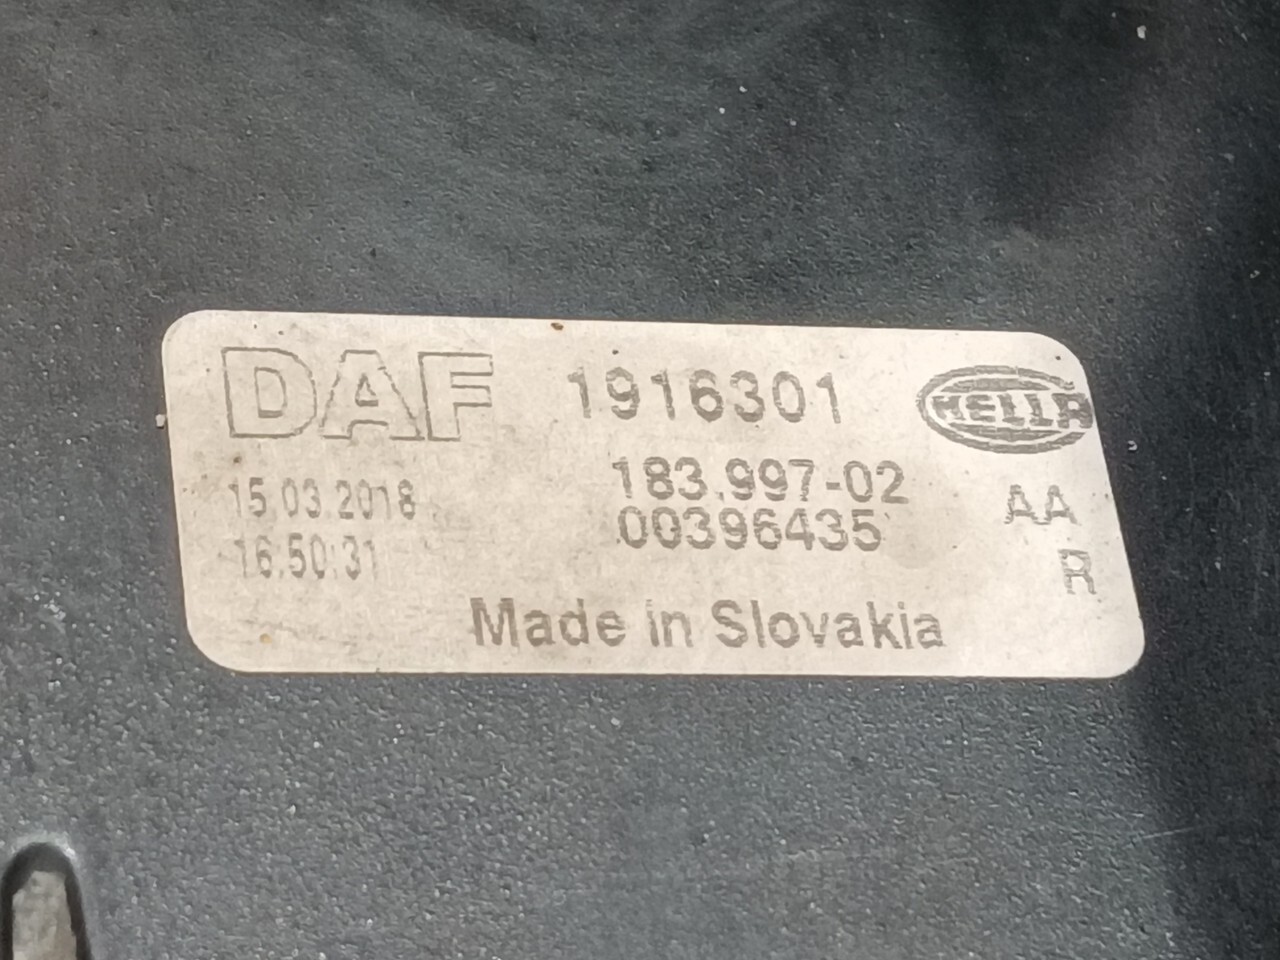 DAF 1916301 HELLA
183.997-02
15.03.2018 00396435 AA
16:50:31 R
Made in Slovakia